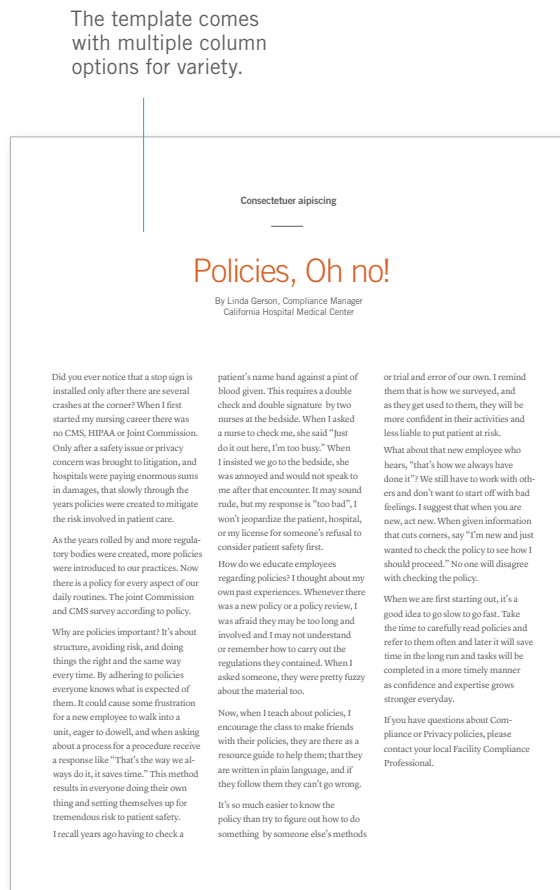 The template comes
with multiple column
options for variety.
Consectetuer aipiscing
Policies, Oh no!
By Linda Gerson, Compliance Manager
California Hospital Medical Center
Did you ever notice that a stop sign is
installed only after there are several
crashes at the corner? When I first
started my nursing career there was
no CMS, HIPAA or Joint Commission.
Only after a safety issue or privacy
concern was brought to litigation, and
hospitals were paying enormous sums
in damages, that slowly through the
years policies were created to mitigate
the risk involved in patient care.
As the years rolled by and more regula-
tory bodies were created, more policies
were introduced to our practices. Now
there is a policy for every aspect of our
daily routines. The joint Commission
and CMS survey according to policy.
Why are policies important? It's about
structure, avoiding risk, and doing
things the right and the same way
every time. By adhering to policies
everyone knows what is expected of
them. It could cause some frustration
for a new employee to walk into a
unit, eager to dowell, and when asking
about a process for a procedure receive
a response like “That's the way we al-
ways do it, it saves time.” This method
results in everyone doing their own
thing and setting themselves up for
tremendous risk to patient safety.
I recall years ago having to check a
patient's name band against a pint of
blood given. This requires a double
check and double signature by two
nurses at the bedside. When I asked
a nurse to check me, she said “Just
do it out here, I'm too busy.” When
I insisted we go to the bedside, she
was annoyed and would not speak to
me after that encounter. It may sound
rude, but my response is “too bad”, I
won't jeopardize the patient, hospital,
or my license for someone's refusal to
consider patient safety first.
How do we educate employees
regarding policies? I thought about my
own past experiences. Whenever there
was a new policy or a policy review, I
was afraid they may be too long and
involved and I may not understand
or remember how to carry out the
regulations they contained. When I
asked someone, they were pretty fuzzy
about the material too.
Now, when I teach about policies, I
encourage the class to make friends
with their policies, they are there as a
resource guide to help them; that they
are written in plain language, and if
they follow them they can't go wrong.
It's so much easier to know the
policy than try to figure out how to do
something by someone else's methods
or trial and error of our own. I remind
them that is how we surveyed, and
as they get used to them, they will be
more confident in their activities and
less liable to put patient at risk.
What about that new employee who
hears, “that's how we always have
done it”? We still have to work with oth-
ers and don't want to start off with bad
feelings. I suggest that when you are
new, act new. When given information
that cuts corners, say “I'm new and just
wanted to check the policy to see how I
should proceed.” No one will disagree
with checking the policy.
When we are first starting out, it's a
good idea to go slow to go fast. Take
the time to carefully read policies and
refer to them often and later it will save
time in the long run and tasks will be
completed in a more timely manner
as confidence and expertise grows
stronger everyday.
If you have questions about Com-
pliance or Privacy policies, please
contact your local Facility Compliance
Professional.